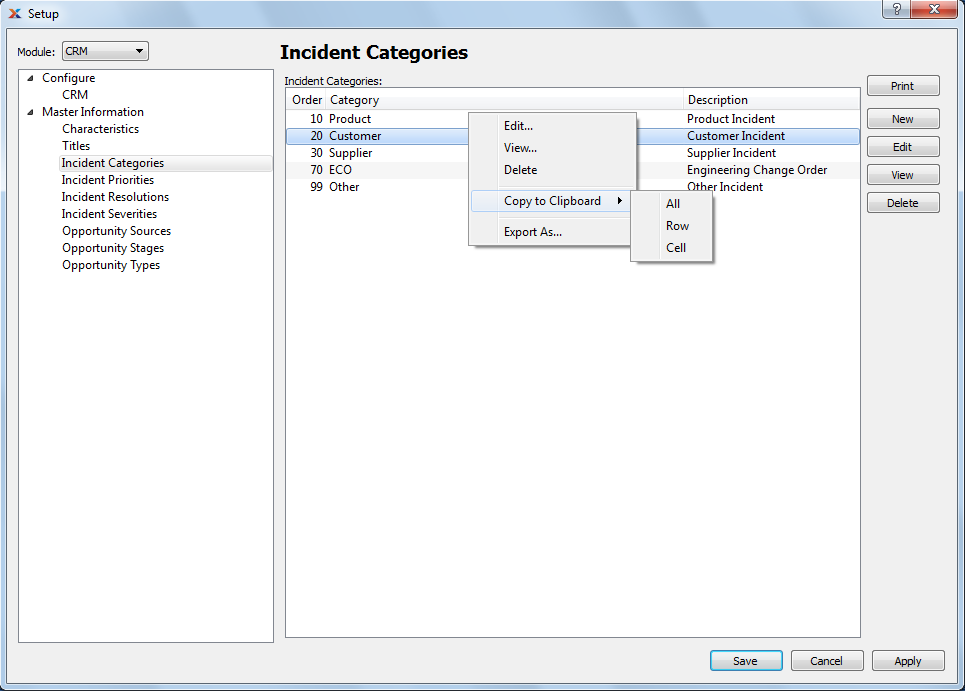 Setup
?
Module: CRM
Configure
CRM
Master Information
Characteristics
Titles
Incident Categories
Incident Priorities
Incident Resolutions
Incident Severities
Opportunity Sources
Opportunity Stages
Opportunity Types
Incident Categories
Incident Categories:
Order Category Description
10 Product Product Incident
20 Customer Customer Incident
30 Supplier Supplier Incident
70 ECO Engineering Change Order
99 Other Other Incident
Edit...
View...
Delete
Copy to Clipboard
Export As...
All
Row
Cell
Print
New
Edit
View
Delete
Save Cancel Apply